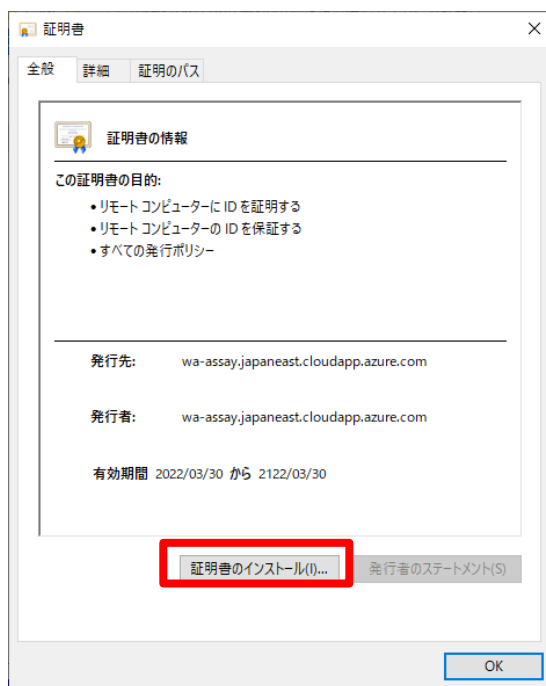 証明書
全般 詳細 証明のパス
証明書の情報
この証明書の目的:
• リモート コンピューターに ID を証明する
• リモート コンピューターの ID を保証する
• すべての発行ポリシー
発行先: wa-assay.japaneast.cloudapp.azure.com
発行者: wa-assay.japaneast.cloudapp.azure.com
有効期間 2022/03/30 から 2122/03/30
証明書のインストール(I)... 発行者のステートメント(S)
OK